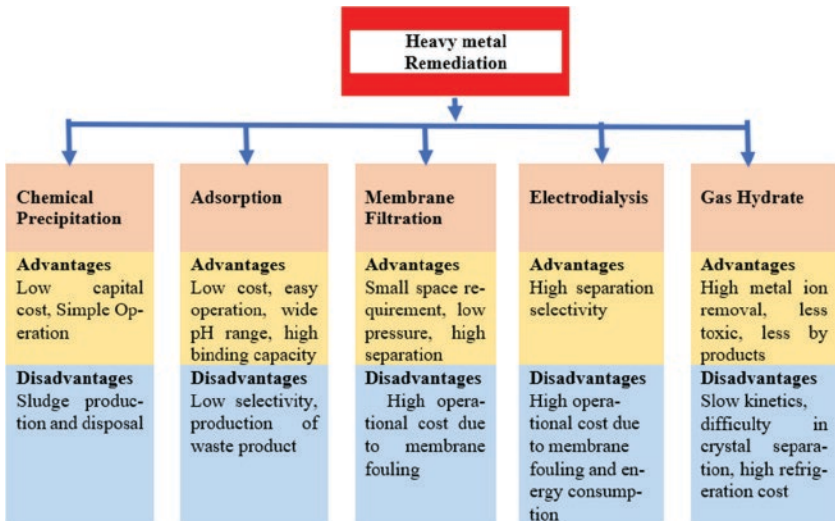 Heavy metal
Remediation
Chemical
Precipitation
Advantages
Low capital
cost, Simple Op-
eration
Disadvantages
Sludge produc-
tion and disposal
Adsorption
Advantages
Low cost, easy
operation, wide
pH range, high
binding capacity
Disadvantages
Low selectivity,
production of
waste product
Membrane
Filtration
Advantages
Small space re-
quirement, low
pressure, high
separation
Disadvantages
High opera-
tional cost due
to membrane
fouling
Electrodialysis
Advantages
High separation
selectivity
Disadvantages
High opera-
tional cost due
to membrane
fouling and en-
ergy consump-
tion
Gas Hydrate
Advantages
High metal ion
removal, less
toxic, less by
products
Disadvantages
Slow kinetics,
difficulty in
crystal separa-
tion, high refrig-
eration cost